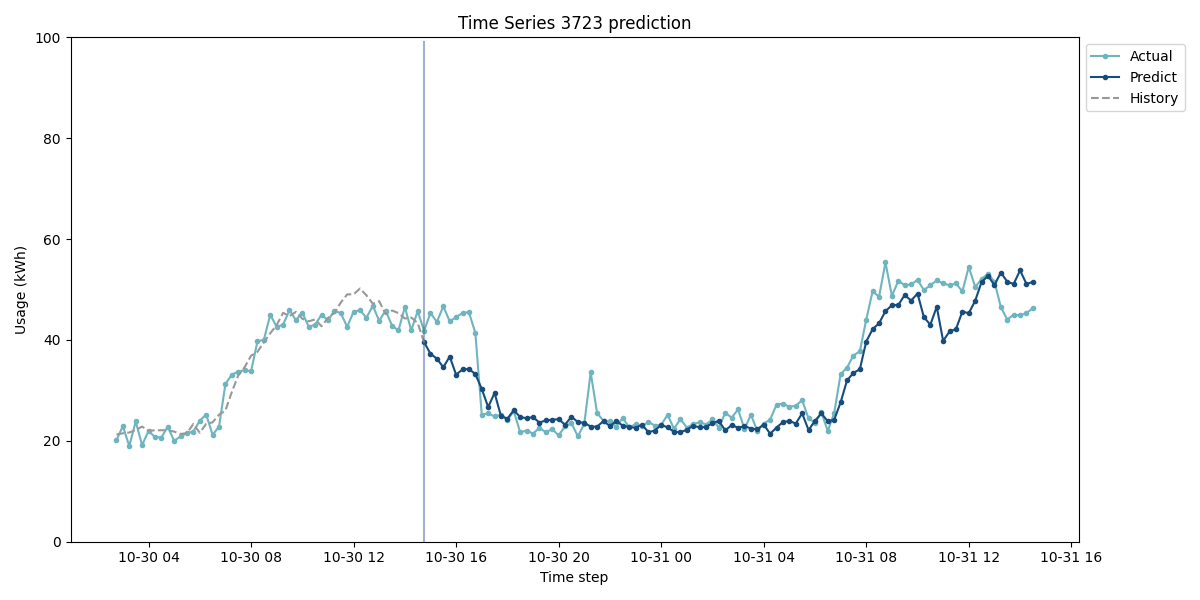 Time Series 3723 prediction
100
80
60
40
20
0
Usage (kWh)
10-30 04
10-30 08
10-30 12
10-30 16
10-30 20
10-31 00
10-31 04
10-31 08
10-31 12
10-31 16
Time step
Actual
Predict
History